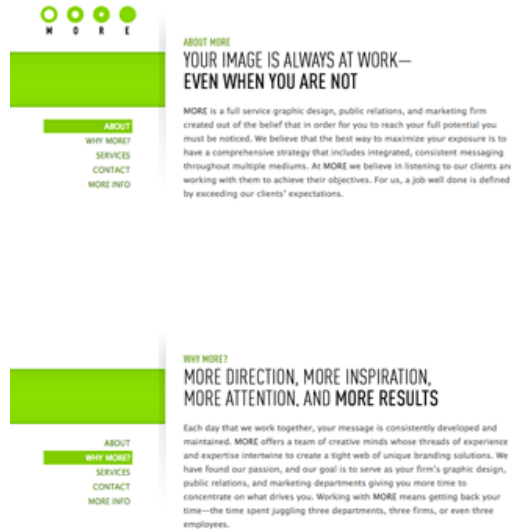 MORE
ABOUT MORE
YOUR IMAGE IS ALWAYS AT WORK—
EVEN WHEN YOU ARE NOT
ABOUT
WHY MORE?
SERVICES
CONTACT
MORE INFO
MORE is a full service graphic design, public relations, and marketing firm
created out of the belief that in order for you to reach your full potential you
must be noticed. We believe that the best way to maximize your exposure is to
have a comprehensive strategy that includes integrated, consistent messaging
throughout multiple mediums. At MORE we believe in listening to our clients and
working with them to achieve their objectives. For us, a job well done is defined
by exceeding our clients' expectations.
WHY MORE?
MORE DIRECTION, MORE INSPIRATION,
MORE ATTENTION, AND MORE RESULTS
ABOUT
WHY MORE?
SERVICES
CONTACT
MORE INFO
Each day that we work together, your message is consistently developed and
maintained. MORE offers a team of creative minds whose threads of experience
and expertise intertwine to create a tight web of unique branding solutions. We
have found our passion, and our goal is to serve as your firm's graphic design,
public relations, and marketing departments giving you more time to
concentrate on what drives you. Working with MORE means getting back your
time—the time spent juggling three departments, three firms, or even three
employees.